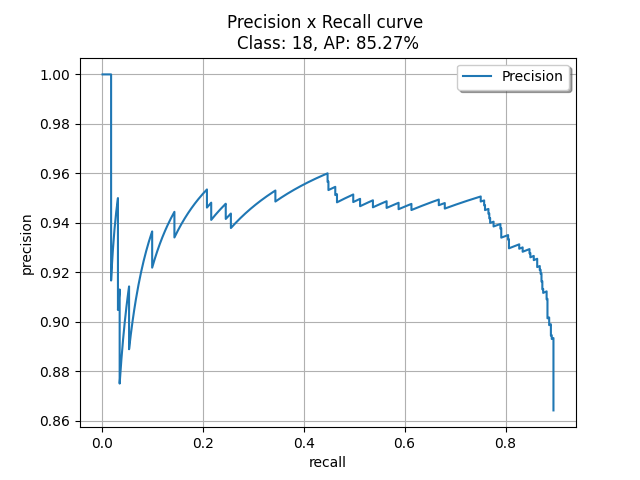 Precision x Recall curve
Class: 18, AP: 85.27%
Precision
1.00
0.98
0.96
0.94
0.92
0.90
0.88
0.86
precision
0.0 0.2 0.4 0.6 0.8
recall